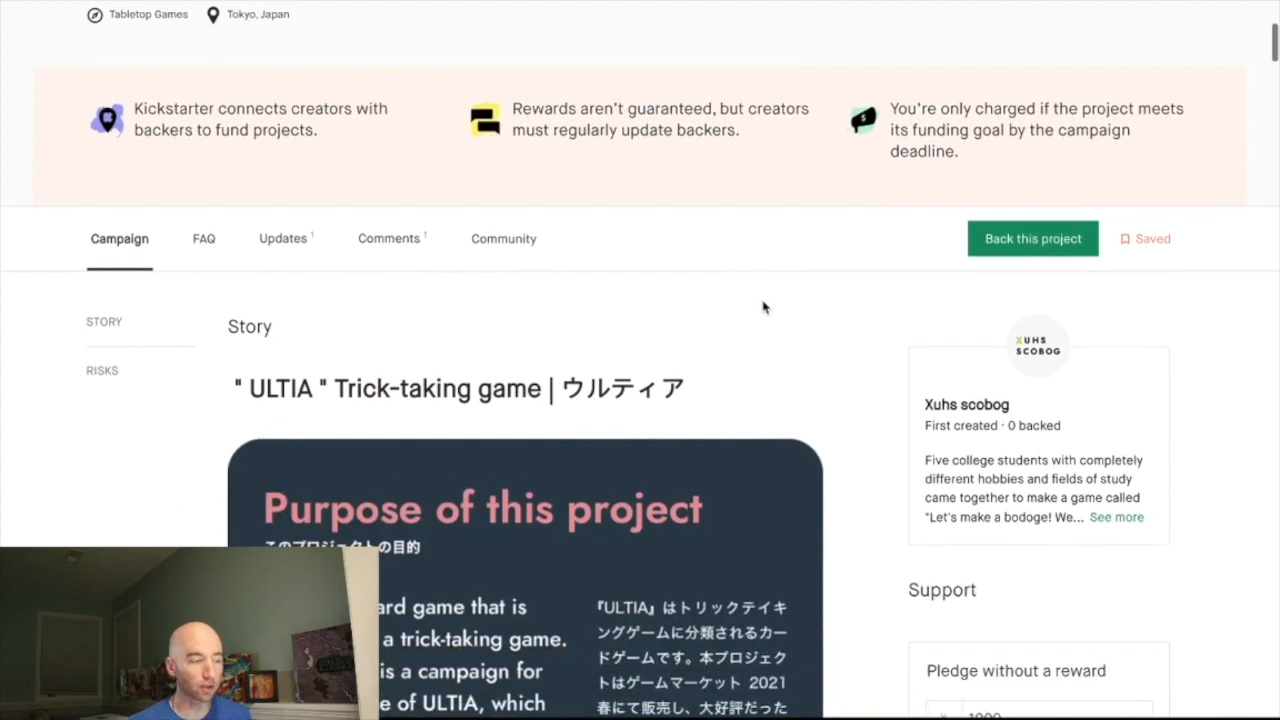 Tabletop Games
Tokyo, Japan
Kickstarter connects creators with
backers to fund projects.
Rewards aren't guaranteed, but creators
must regularly update backers.
You're only charged if the project meets
its funding goal by the campaign
deadline.
Campaign
FAQ
Updates 1
Comments 1
Community
Back this project
Saved
STORY
RISKS
Story
" ULTIA " Trick-taking game | ウルティア
Purpose of this project
このプロジェクトの目的
ard game that is
a trick-taking game.
is a campaign for
e of ULTIA, which
『ULTIA』はトリックテイキ
ングゲームに分類されるカー
ドゲームです。本プロジェク
トはゲームマーケット 2021
春にて販売し、大好評だった
XUHS
SCOBOG
Xuhs scobog
First created · 0 backed
Five college students with completely
different hobbies and fields of study
came together to make a game called
"Let's make a bodoge! We... See more
Support
Pledge without a reward
¥ 1000